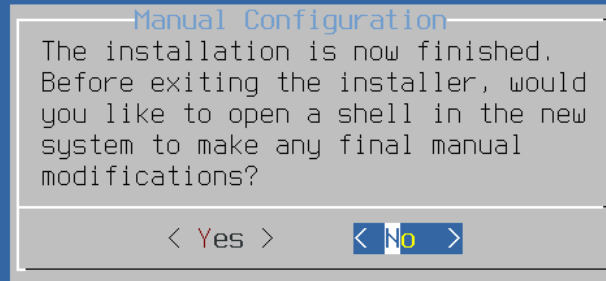 Manual Configuration
The installation is now finished.
Before exiting the installer, would
you like to open a shell in the new
system to make any final manual
modifications?
< Yes > < No >